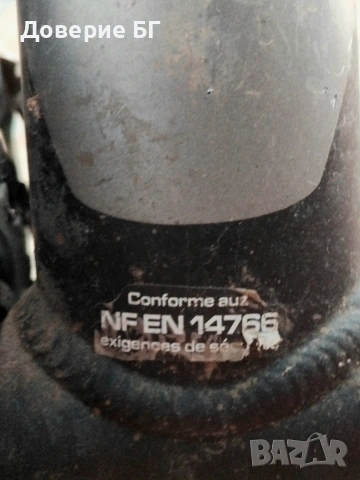 Доверие БГ
Conforme aux
NF EN 14766
exigences de
BAZAR